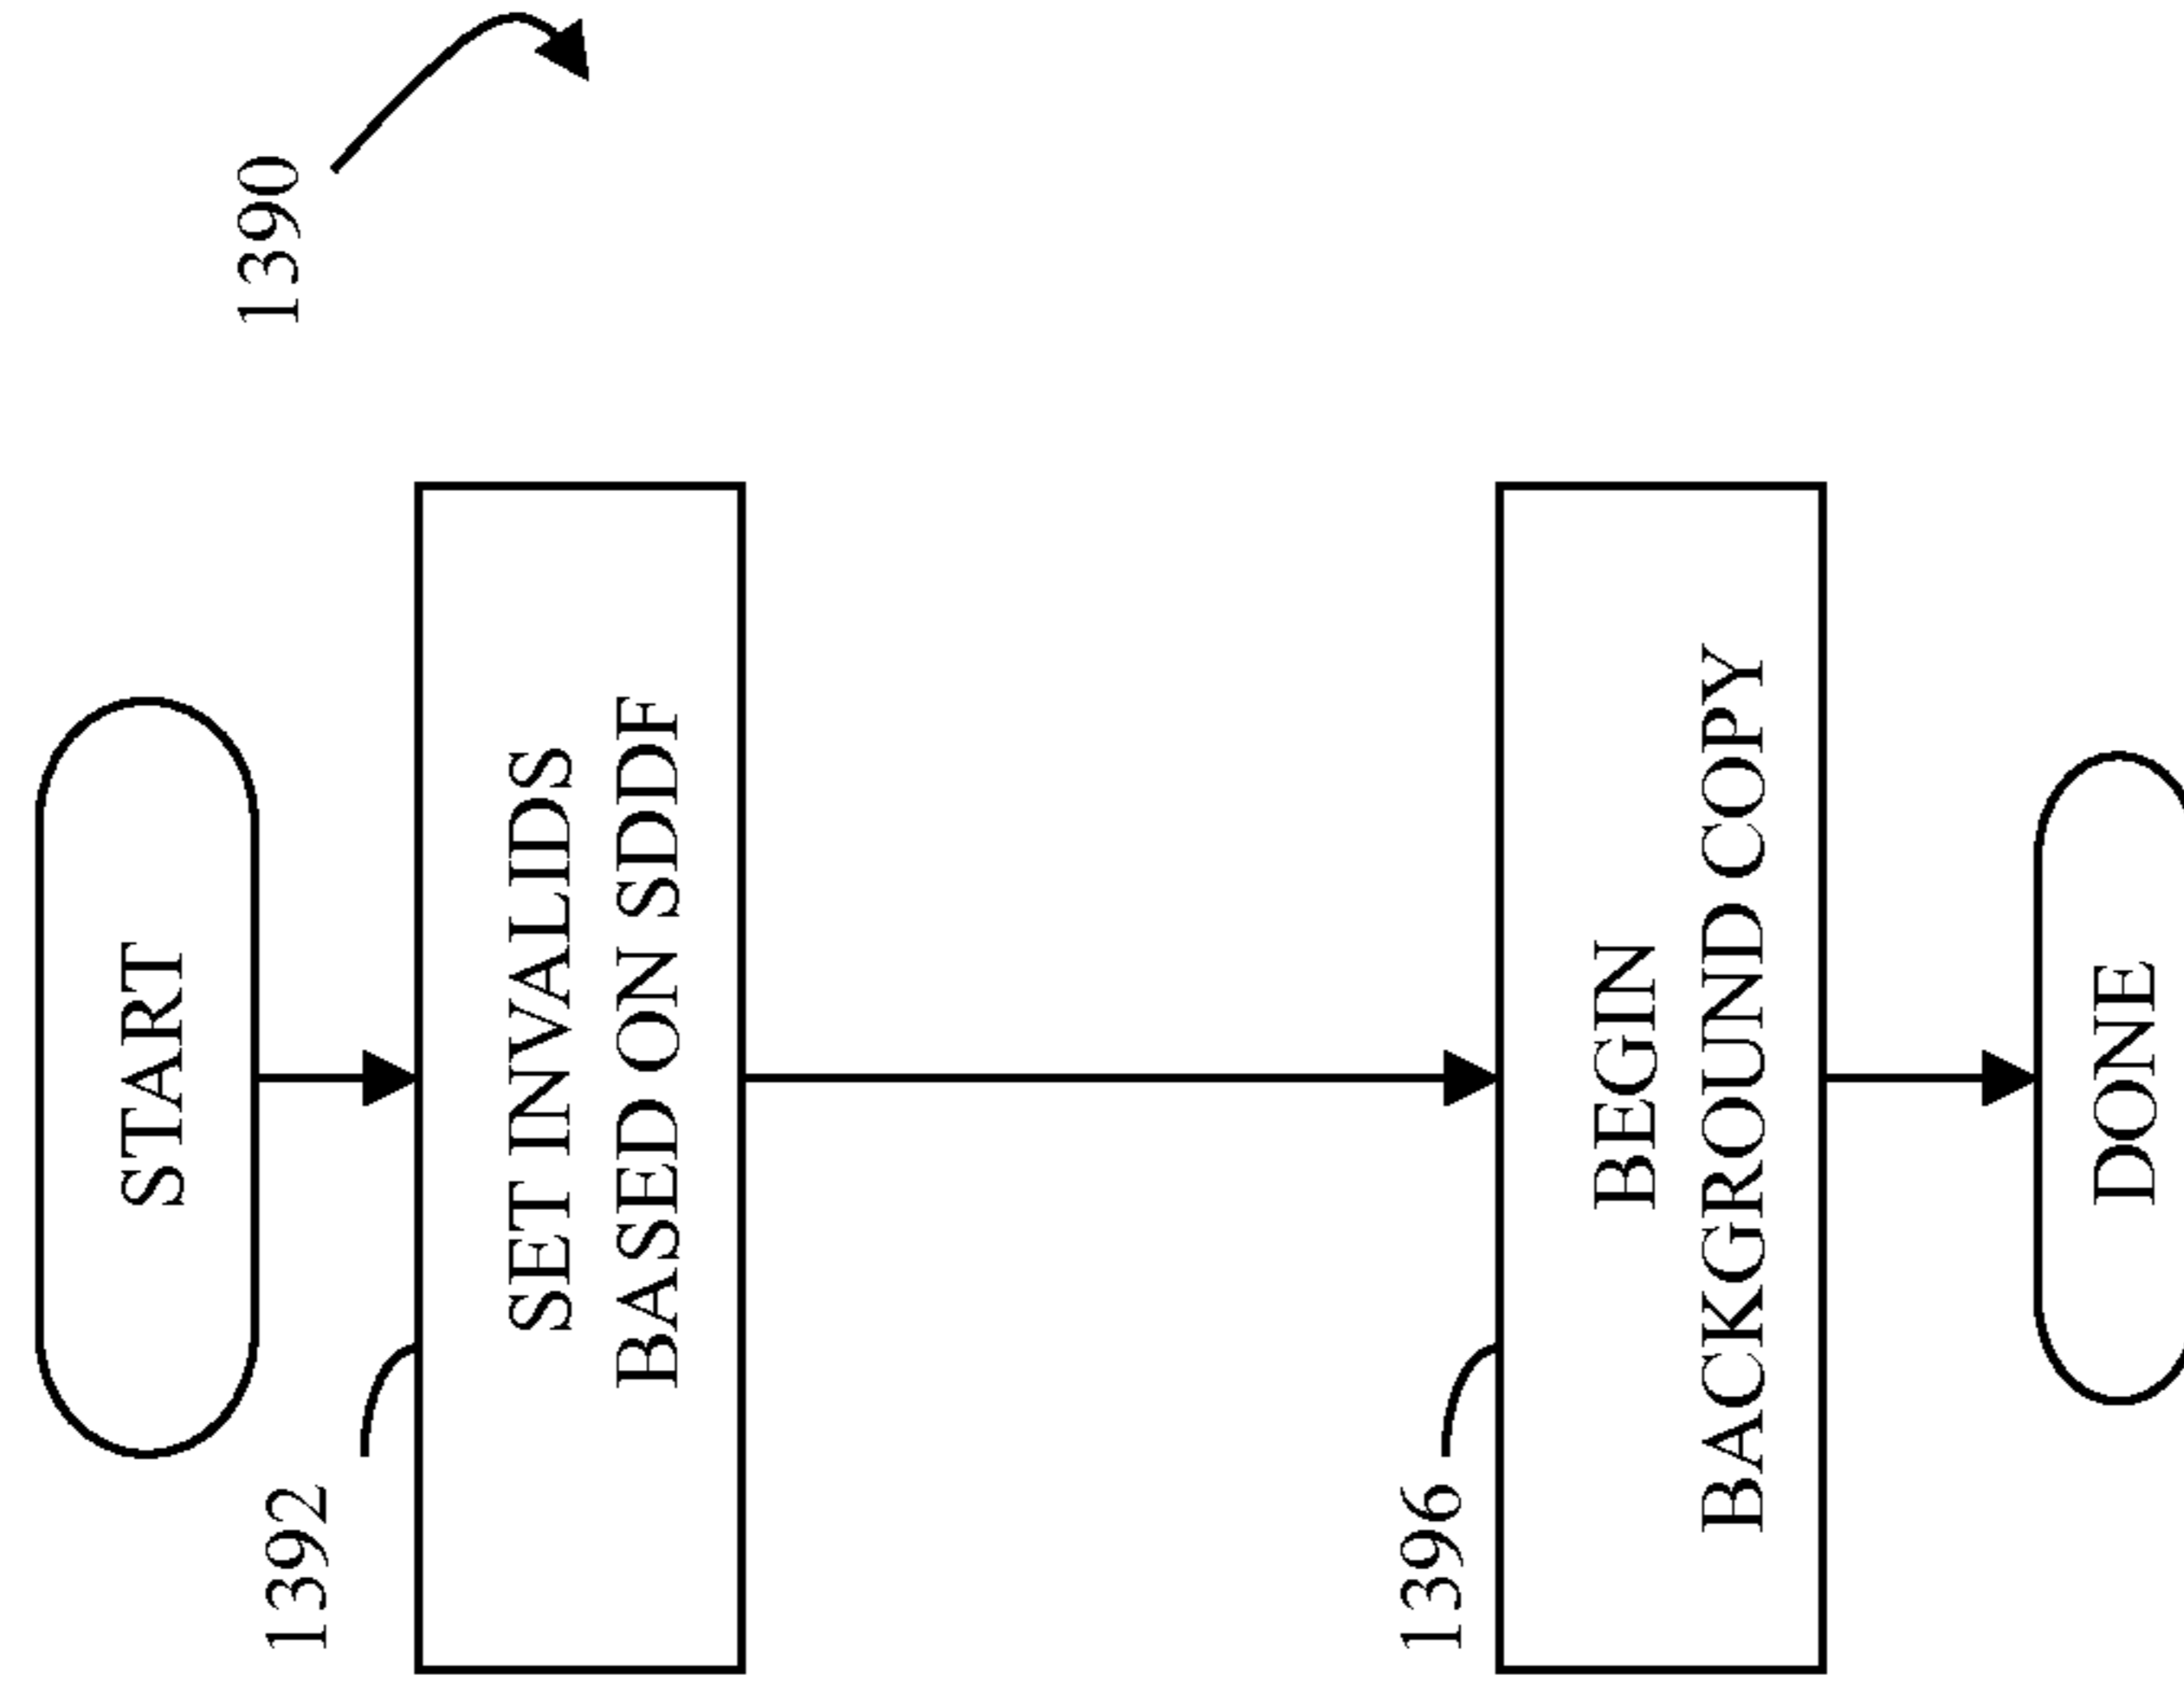 1390
START
1392
SET INVALIDS
BASED ON SDDF
1396
BEGIN
BACKGROUND COPY
DONE